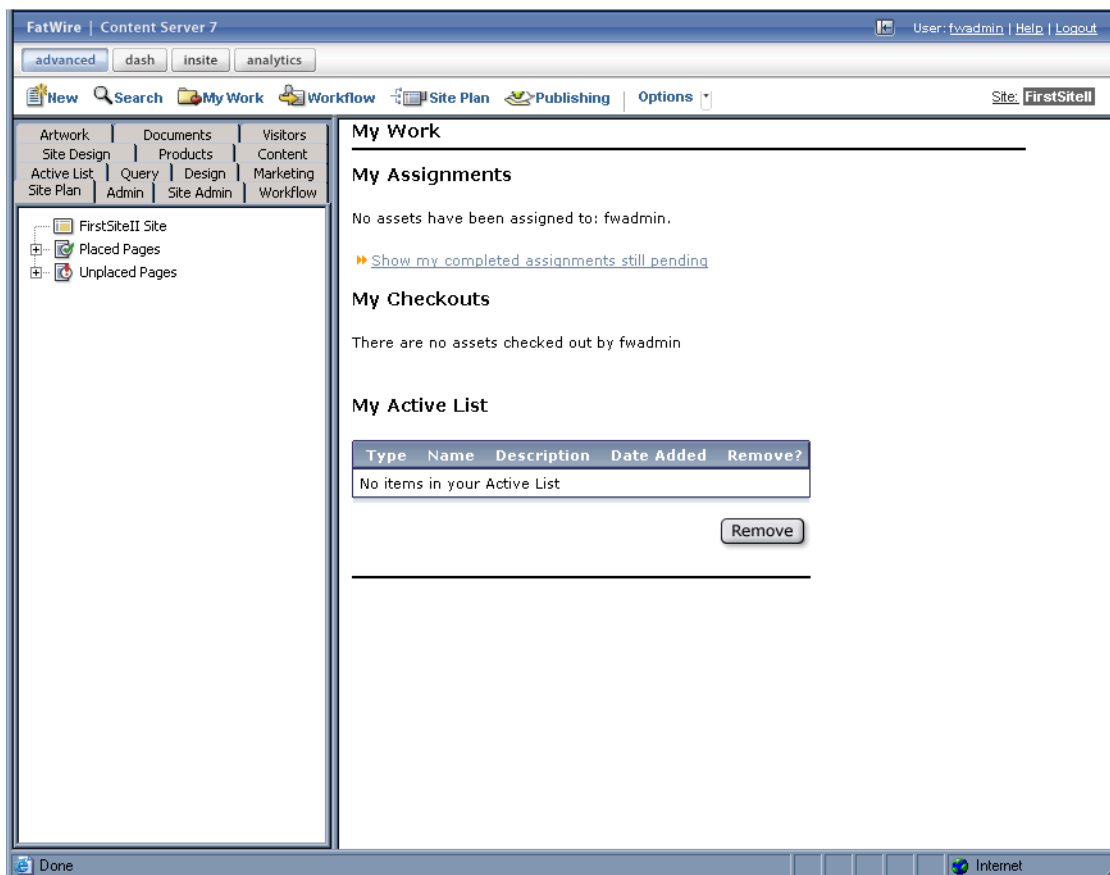 FatWire | Content Server 7
User: fwadmin | Help | Logout
advanced dash insite analytics
New Search My Work Workflow Site Plan Publishing | Options Site: FirstSiteII
Artwork Documents Visitors
Site Design Products Content
Active List Query Design Marketing
Site Plan Admin Site Admin Workflow
FirstSiteII Site
Placed Pages
Unplaced Pages
My Work
My Assignments
No assets have been assigned to: fwadmin.
Show my completed assignments still pending
My Checkouts
There are no assets checked out by fwadmin
My Active List
Type Name Description Date Added Remove?
No items in your Active List
Remove
Done Internet